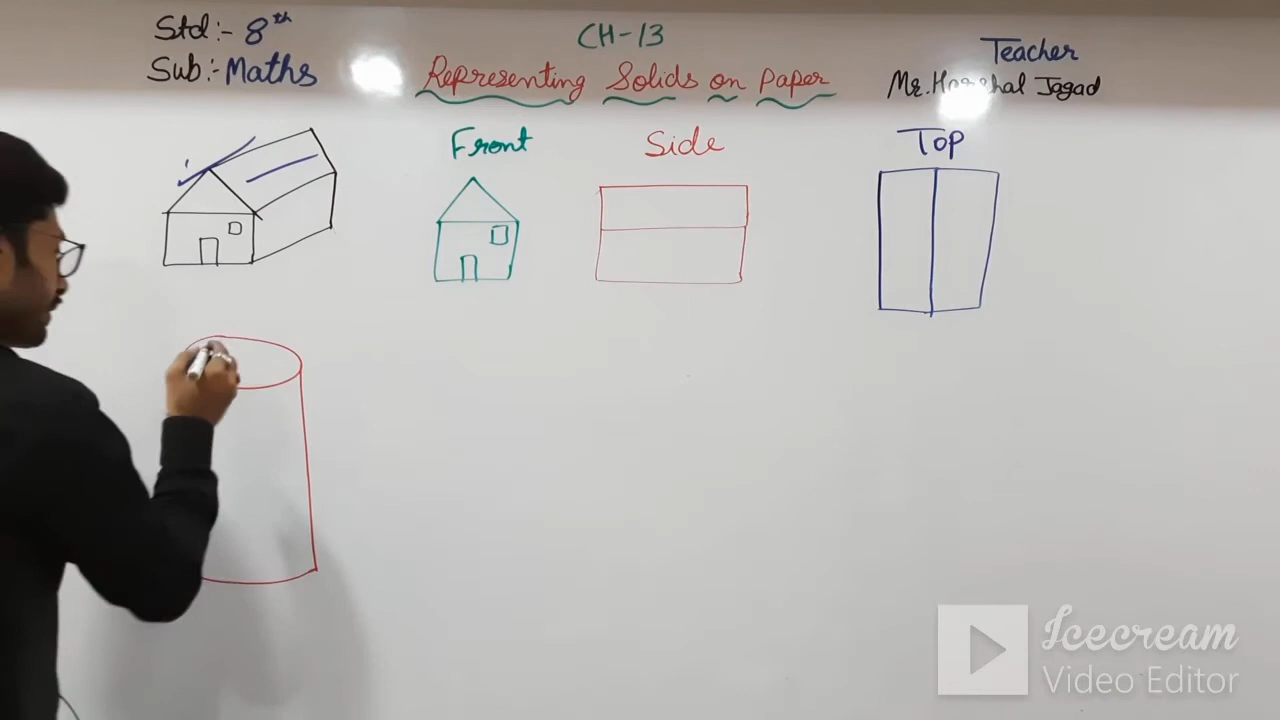 Std:- 8th
Sub:- Maths
CH-13
Representing Solids on Paper
Teacher
Mr. Jagad
Front
Side
Top
Icecream
Video Editor